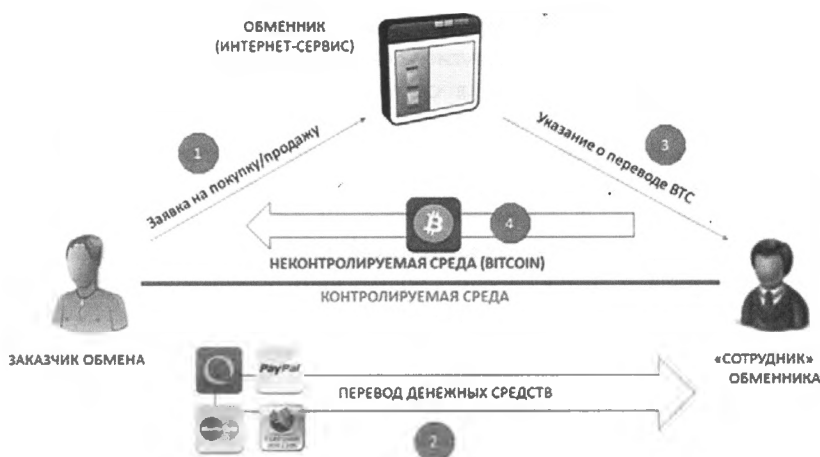 ОБМЕННИК
(ИНТЕРНЕТ-СЕРВИС)
1
Заявка на покупку/продажу
3
Указание о переводе BTC
4
НЕКОНТРОЛИРУЕМАЯ СРЕДА (BITCOIN)
КОНТРОЛИРУЕМАЯ СРЕДА
ЗАКАЗЧИК ОБМЕНА
«СОТРУДНИК»
ОБМЕННИКА
PayPal
ПЕРЕВОД ДЕНЕЖНЫХ СРЕДСТВ
2